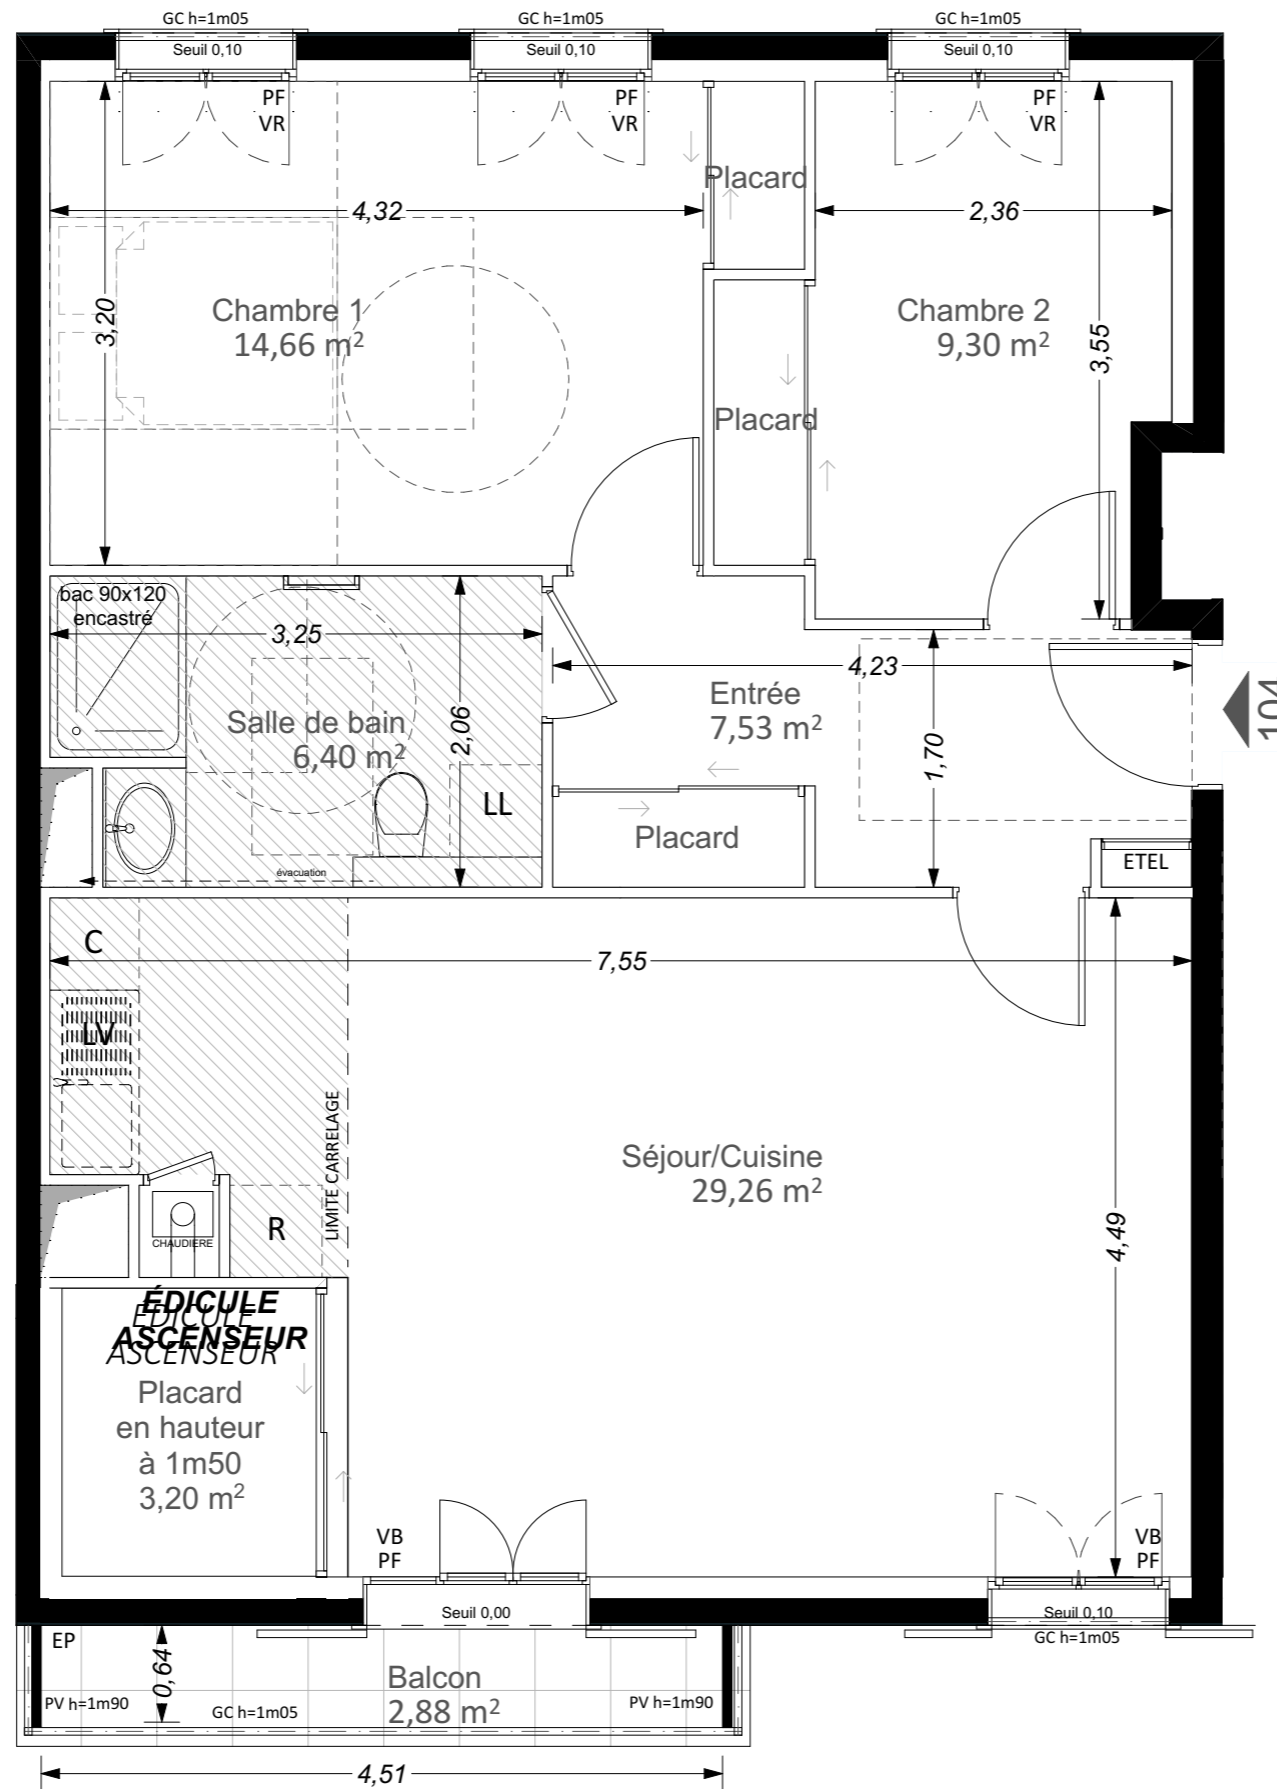 GC h=1m05
GC h=1m05
GC h=1m05
Seuil 0,10
Seuil 0,10
Seuil 0,10
PF
VR
PF
VR
PF
VR
Placard
4,32
2,36
3,20
Chambre 1
14,66 m²
Chambre 2
9,30 m²
3,55
Placard
bac 90x120
encastré
3,25
2,06
Salle de bain
6,40 m²
LL
évacuation
4,23
Entrée
7,53 m²
1,70
104
Placard
ETEL
C
7,55
LV
LIMITE CARRELAGE
Séjour/Cuisine
29,26 m²
4,49
R
CHAUDIERE
ÉDICULE
EDICULE
ASCENSEUR
ASCENSEUR
Placard
en hauteur
à 1m50
3,20 m²
VB
PF
VB
PF
Seuil 0,00
Seuil 0,10
GC h=1m05
EP
0,64
Balcon
2,88 m²
PV h=1m90
GC h=1m05
PV h=1m90
4,51